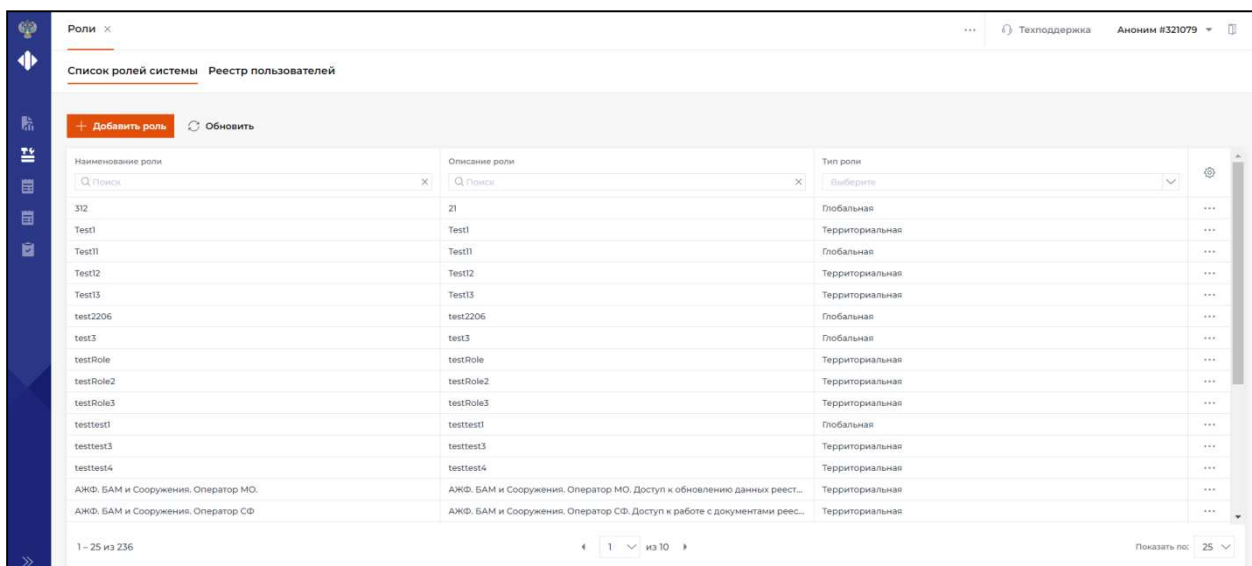 Роли ×
Техподдержка Аноним #321079
Список ролей системы Реестр пользователей
+ Добавить роль Обновить
Наименование роли Описание роли Тип роли
Поиск Поиск Выберите
312 21 Глобальная
Test1 Test1 Территориальная
Test11 Test11 Глобальная
Test12 Test12 Территориальная
Test13 Test13 Территориальная
test2206 test2206 Глобальная
test3 test3 Глобальная
testRole testRole Территориальная
testRole2 testRole2 Территориальная
testRole3 testRole3 Территориальная
testtest1 testtest1 Глобальная
testtest3 testtest3 Территориальная
testtest4 testtest4 Территориальная
АЖФ. БАМ и Сооружения. Оператор МО. АЖФ. БАМ и Сооружения. Оператор МО. Доступ к обновлению данных реест... Территориальная
АЖФ. БАМ и Сооружения. Оператор СФ АЖФ. БАМ и Сооружения. Оператор СФ. Доступ к работе с документами реес... Территориальная
1 – 25 из 236 1 из 10 Показать по: 25